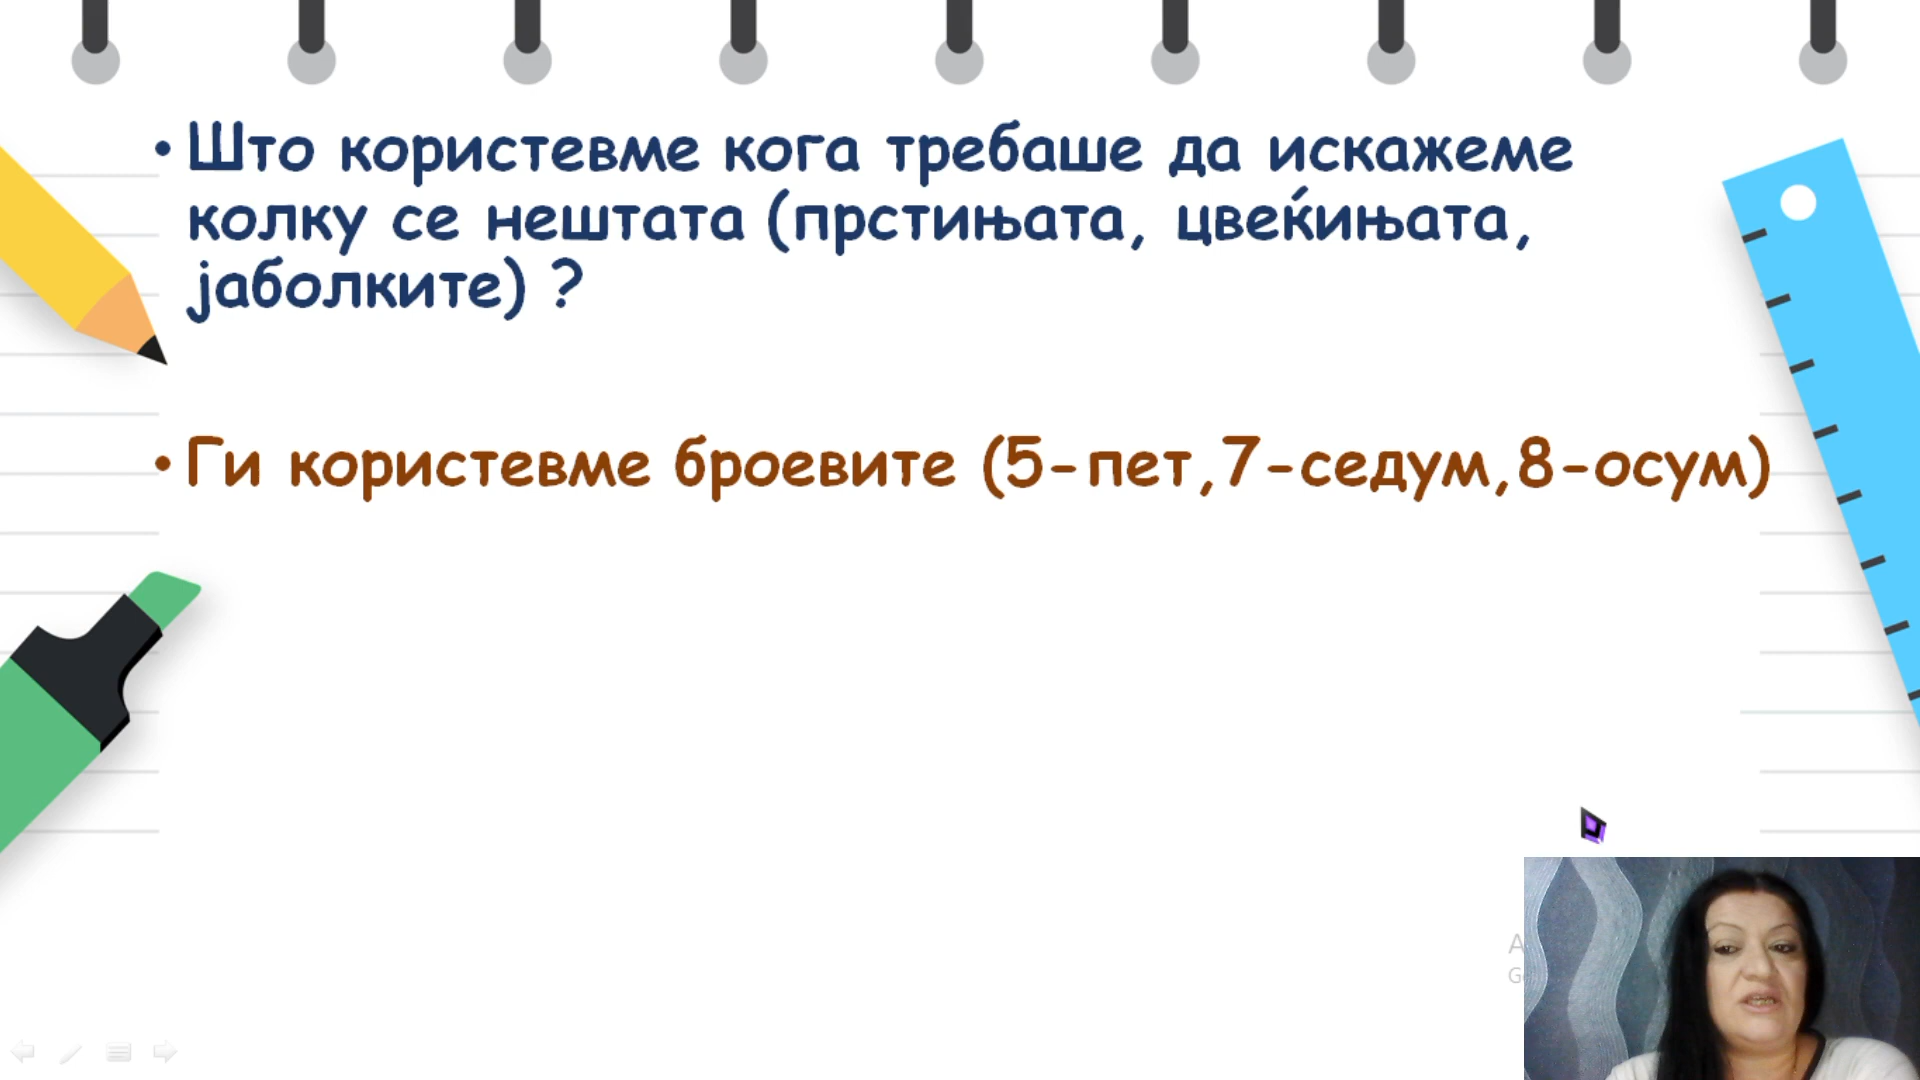 • Што користевме кога требаше да искажеме
колку се нештата (прстињата, цвеќињата,
јаболките) ?
• Ги користевме броевите (5-пет,7-седум,8-осум)